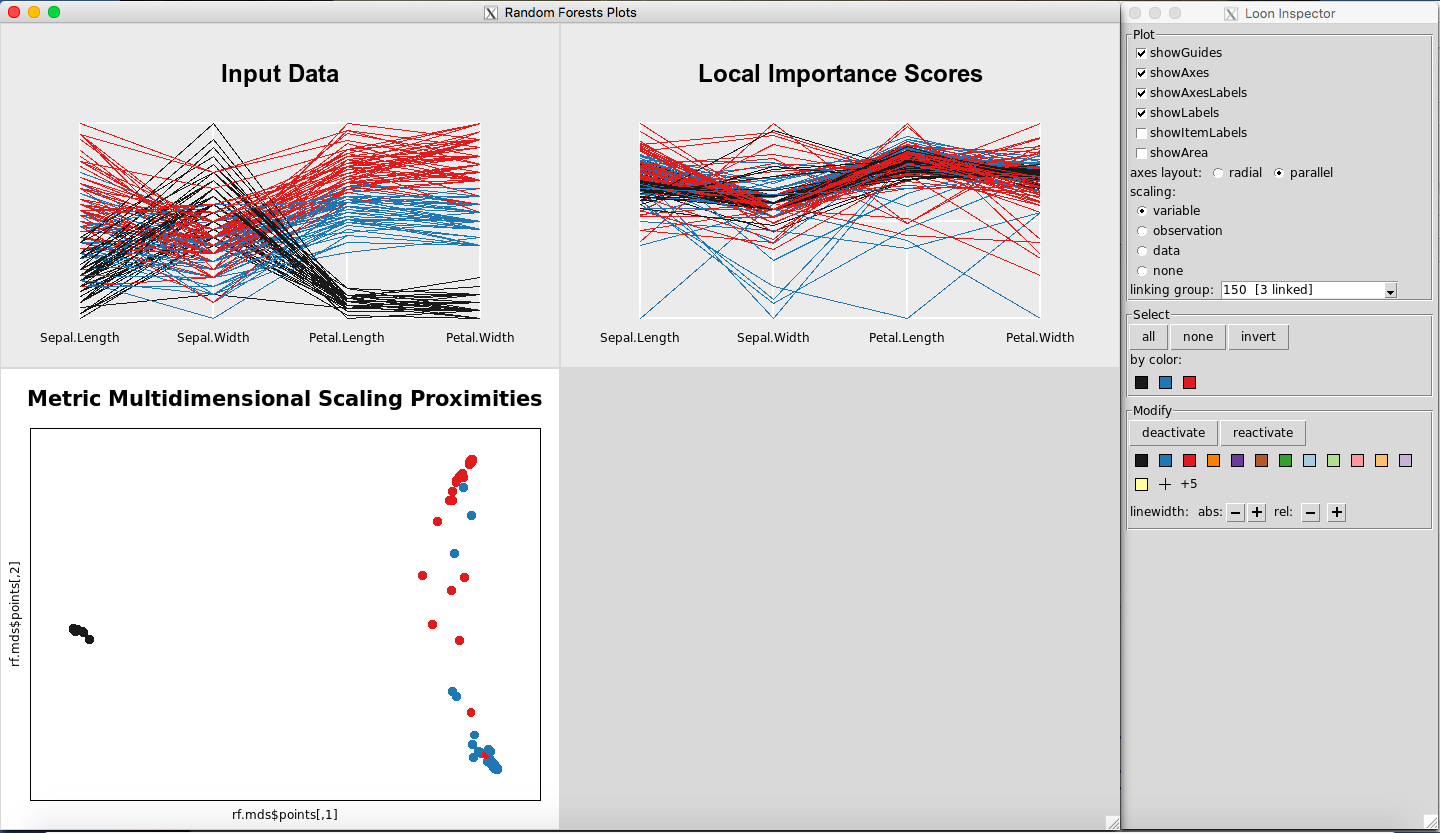 Random Forests Plots
Input Data
Local Importance Scores
Sepal.Length Sepal.Width Petal.Length Petal.Width
Sepal.Length Sepal.Width Petal.Length Petal.Width
Metric Multidimensional Scaling Proximities
rf.mds$points[,2]
rf.mds$points[,1]
Loon Inspector
Plot
showGuides
showAxes
showAxesLabels
showLabels
showItemLabels
showArea
axes layout: radial parallel
scaling:
variable
observation
data
none
linking group: 150 [3 linked]
Select
all none invert
by color:
Modify
deactivate reactivate
+5
linewidth: abs: − + rel: − +